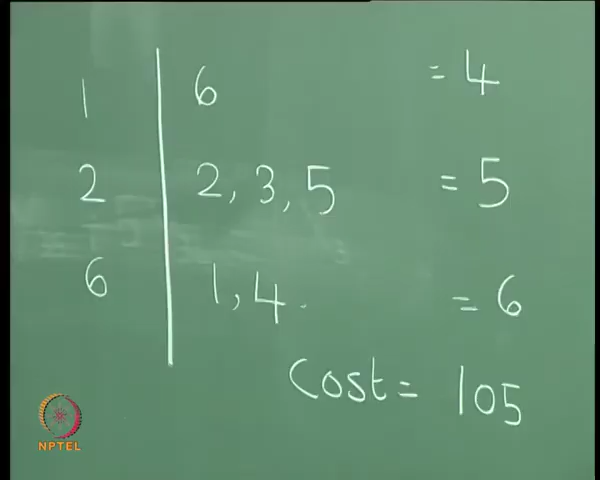 1 6 = 4
2 2, 3, 5 = 5
6 1, 4. = 6
Cost = 105
NPTEL